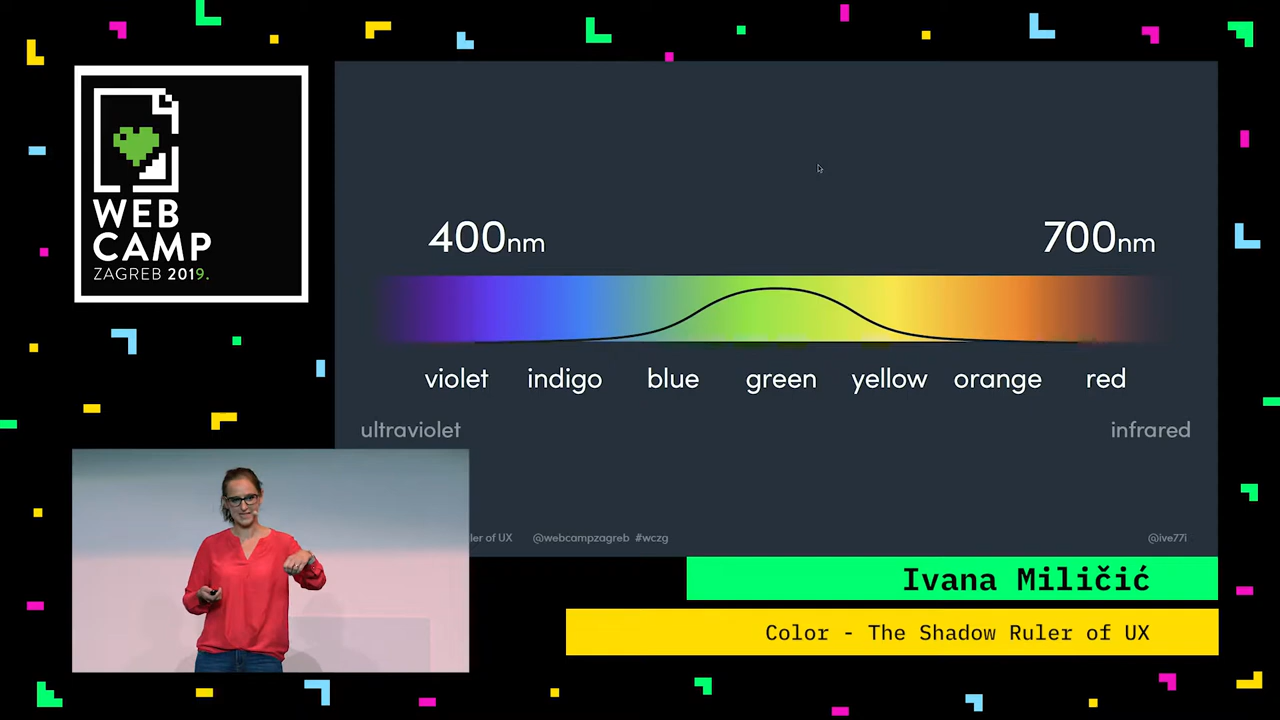 WEB
CAMP
ZAGREB 2019.
400nm
700nm
violet indigo blue green yellow orange red
ultraviolet
infrared
ler of UX @webcampzagreb #wczg @ive77i
Ivana Miličić
Color - The Shadow Ruler of UX